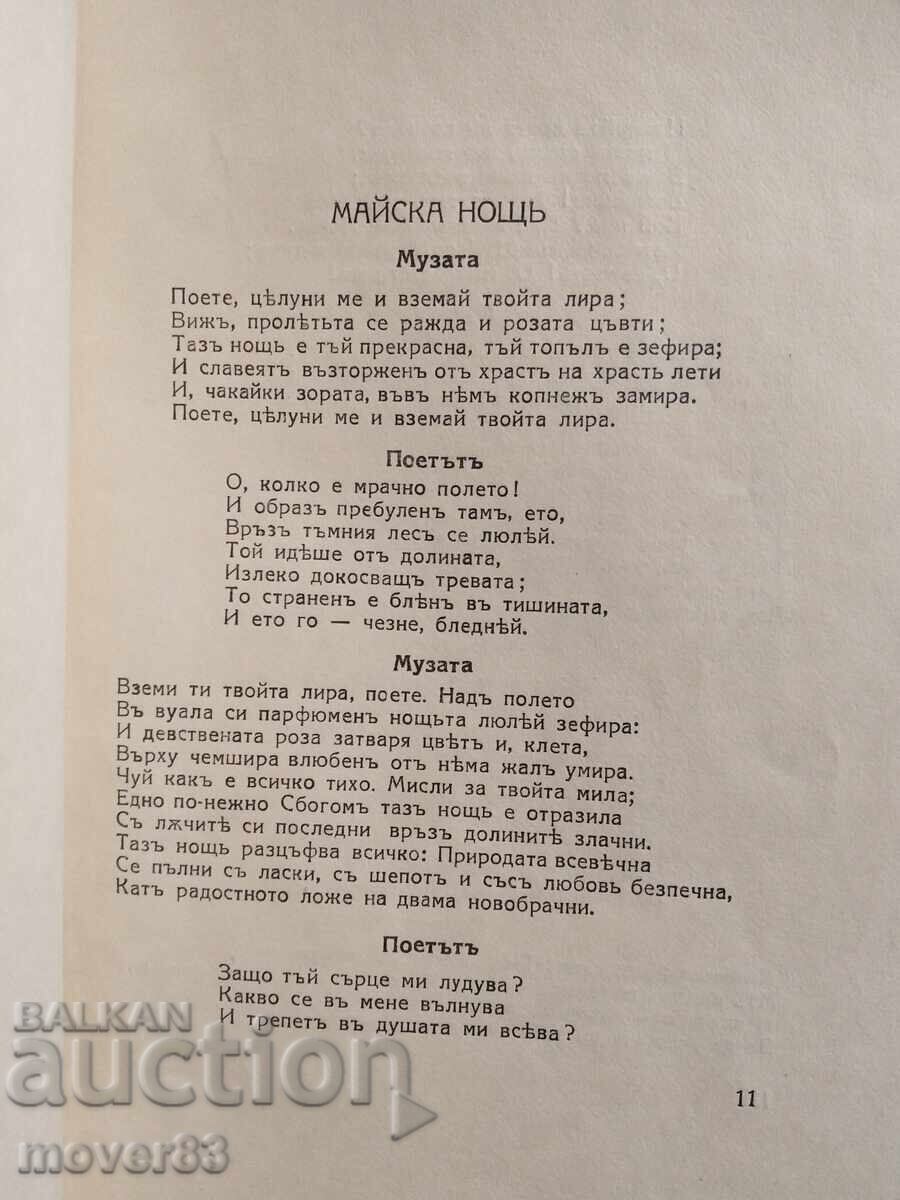 МАЙСКА НОЩЬ
Музата
Поете, цѣлуни ме и вземай твойта лира;
Вижъ, пролѣтьта се ражда и розата цъвти;
Тазъ нощь е тъй прекрасна, тъй топълъ е зефира;
И славеятъ възторженъ отъ храстъ на храсть лети
И, чакайки зората, въвъ нѣмъ копнежъ замира.
Поете, цѣлуни ме и вземай твойта лира.
Поетътъ
О, колко е мрачно полето!
И образъ пребуленъ тамъ, ето,
Връзъ тъмния лесъ се люлѣй.
Той идѣше отъ долината,
Излеко докосващъ тревата;
То страненъ е блѣнъ въ тишината,
И ето го — чезне, бледнѣй.
Музата
Вземи ти твойта лира, поете. Надъ полето
Въ вуала си парфюменъ нощьта люлѣй зефира:
И девствената роза затваря цвѣтъ и, клета,
Върху чемшира влюбенъ отъ нѣма жалъ умира.
Чуй какъ е всичко тихо. Мисли за твойта мила;
Едно по-нежно Сбогомъ тазъ нощь е отразила
Съ лѫчитѣ си последни връзъ долинитѣ злачни.
Тазъ нощь разцъфва всичко: Природата всевѣчна
Се пълни съ ласки, съ шепотъ и със​ъ любовь безпечна,
Катъ радостното ложе на двама новобрачни.
Поетътъ
Защо тъй сърце ми лудува?
Какво се въ мене вълнува
И трепетъ въ душата ми всѣва?
11
BALKAN
auction
mover83